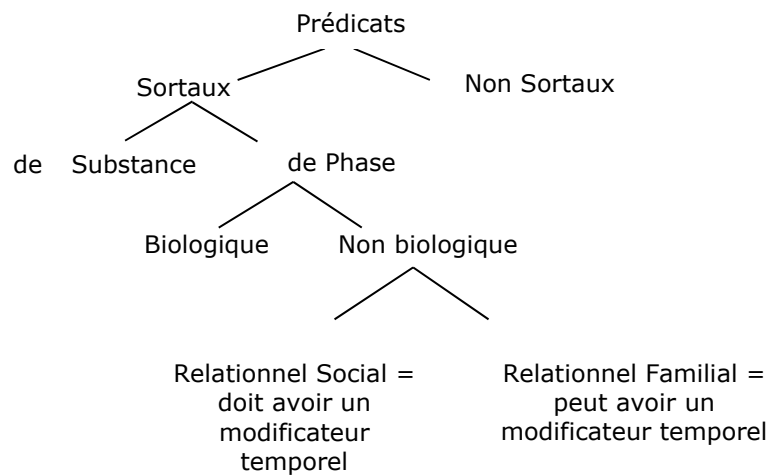 Prédicats
Sortaux
Non Sortaux
de Substance
de Phase
Biologique
Non biologique
Relationnel Social =
doit avoir un
modificateur
temporel
Relationnel Familial =
peut avoir un
modificateur temporel